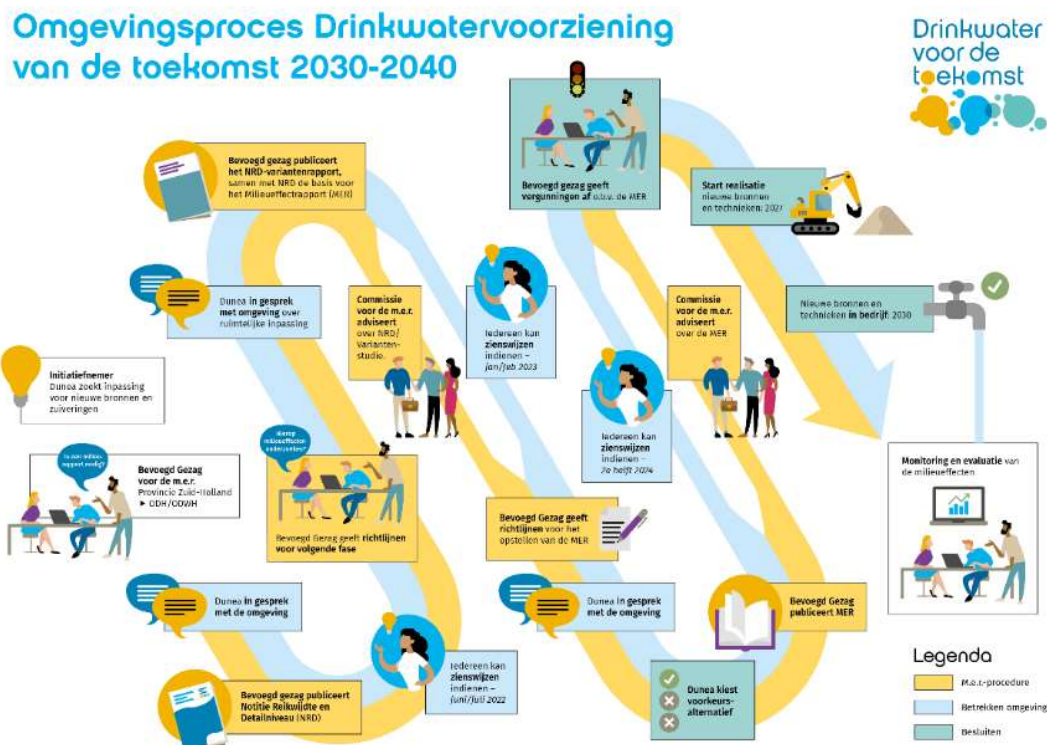 Omgevingsproces Drinkwatervoorziening
van de toekomst 2030-2040
Drinkwater
voor de
toekomst
Bevoegd gezag publiceert
het NRD-variantenrapport,
samen met NRD de basis voor
het Milieueffectrapport (MER)
Bevoegd gezag geeft
vergunningen af o.b.v. de MER
Start realisatie
nieuwe bronnen
en technieken: 2027
Dunea in gesprek
met omgeving over
ruimtelijke inpassing
Commissie
voor de m.e.r.
adviseert
over NRD/
Varianten-
studie.
Iedereen kan
zienswijzen
indienen –
jan/feb 2023
Commissie
voor de m.e.r.
adviseert
over de MER
Nieuwe bronnen en
technieken in bedrijf: 2030
Initiatiefnemer
Dunea zoekt inpassing
voor nieuwe bronnen en
zuiveringen
Iedereen kan
zienswijzen
indienen –
2e helft 2024
Bevoegd Gezag
voor de m.e.r.
Provincie Zuid-Holland
► ODH/ODWH
milieueffecten
Bevoegd Gezag geeft richtlijnen
voor volgende fase
Bevoegd Gezag geeft
richtlijnen voor het
opstellen van de MER
Monitoring en evaluatie van
de milieueffecten
Dunea in gesprek
met de omgeving
Dunea in gesprek
met de omgeving
Bevoegd Gezag
publiceert MER
Bevoegd gezag publiceert
Notitie Reikwijdte en
Detailniveau (NRD)
Iedereen kan
zienswijzen
indienen –
juni/juli 2022
Dunea kiest
voorkeurs-
alternatief
Legenda
M.e.r.-procedure
Betrekken omgeving
Besluiten